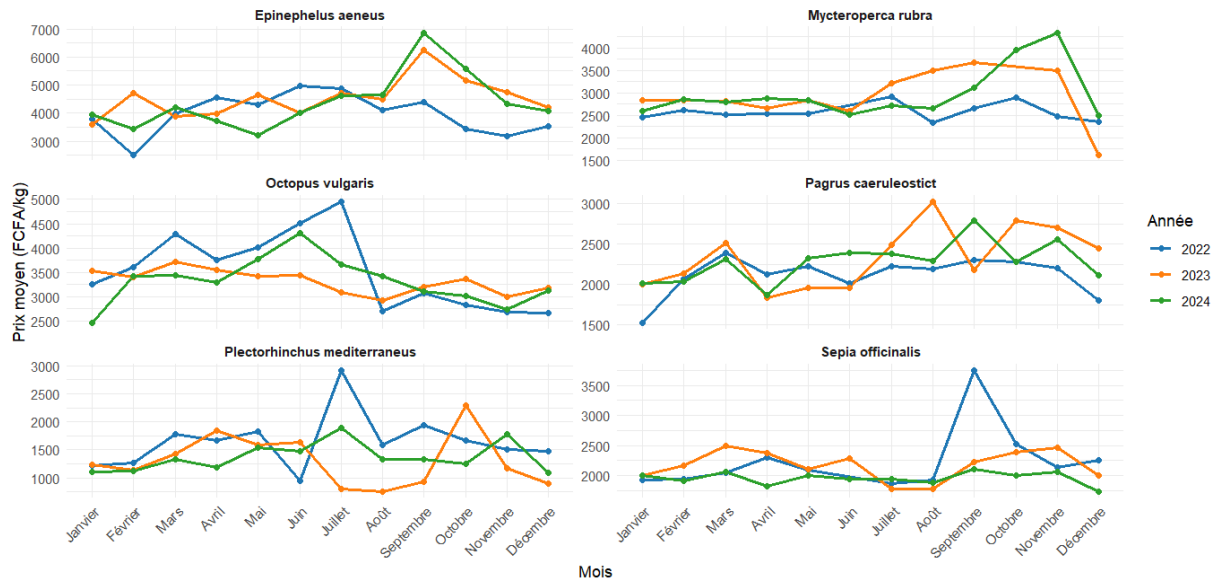 Epinephelus aeneus
7000
6000
5000
4000
3000
Mycteroperca rubra
4000
3500
3000
2500
2000
1500
Octopus vulgaris
5000
4500
4000
3500
3000
2500
Pagrus caeruleostict
3000
2500
2000
1500
Plectorhinchus mediterraneus
3000
2500
2000
1500
1000
Sepia officinalis
3500
3000
2500
2000
Prix moyen (FCFA/kg)
Janvier
Février
Mars
Avril
Mai
Juin
Juillet
Août
Septembre
Octobre
Novembre
Décembre
Janvier
Février
Mars
Avril
Mai
Juin
Juillet
Août
Septembre
Octobre
Novembre
Décembre
Mois
Année
2022
2023
2024